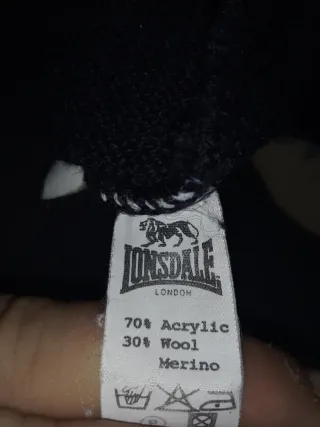 LONSDALE
LONDON
70% Acrylic
30% Wool
Merino